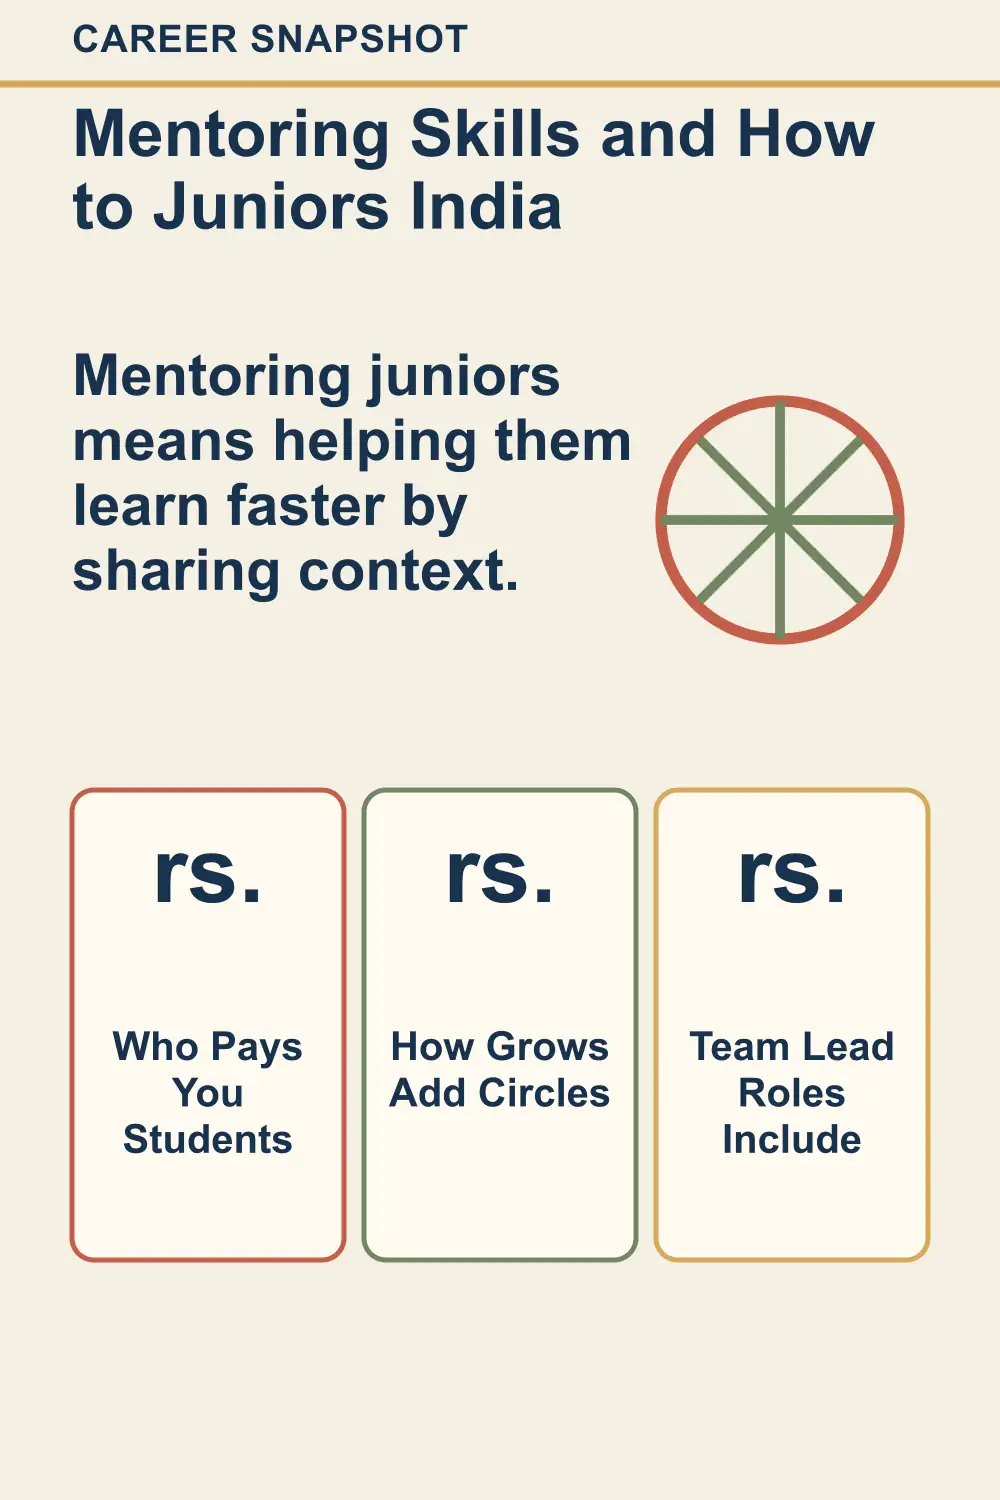 CAREER SNAPSHOT
Mentoring Skills and How
to Juniors India
Mentoring juniors
means helping them
learn faster by
sharing context.
rs.
Who Pays
You
Students
rs.
How Grows
Add Circles
rs.
Team Lead
Roles
Include